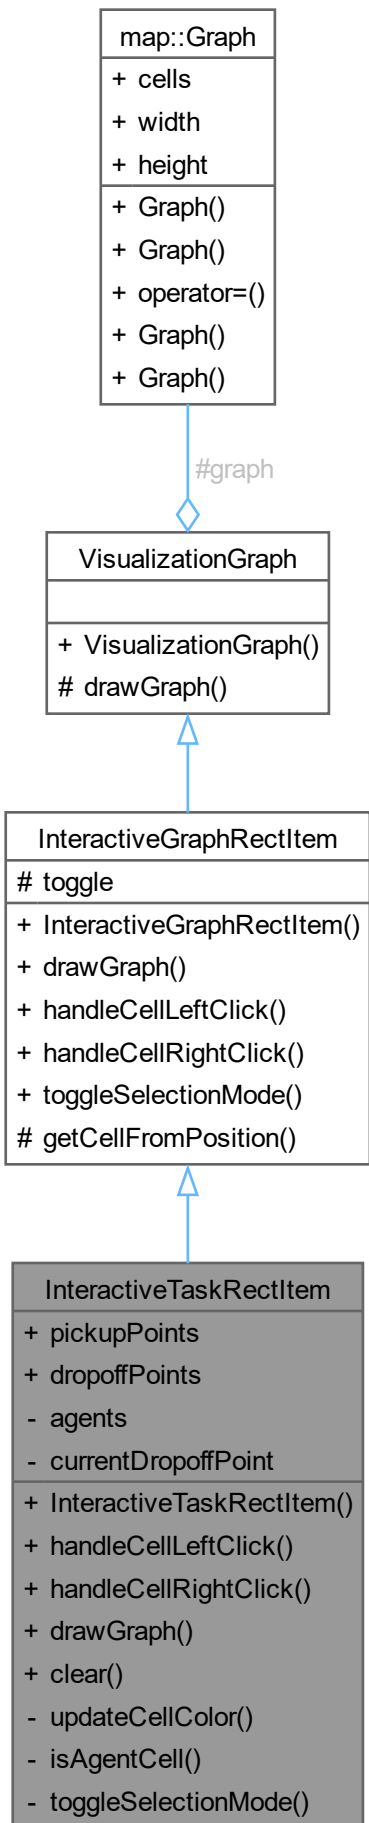 map::Graph
+ cells
+ width
+ height
+ Graph()
+ Graph()
+ operator=()
+ Graph()
+ Graph()
#graph
VisualizationGraph
+ VisualizationGraph()
# drawGraph()
InteractiveGraphRectItem
# toggle
+ InteractiveGraphRectItem()
+ drawGraph()
+ handleCellLeftClick()
+ handleCellRightClick()
+ toggleSelectionMode()
# getCellFromPosition()
InteractiveTaskRectItem
+ pickupPoints
+ dropoffPoints
- agents
- currentDropoffPoint
+ InteractiveTaskRectItem()
+ handleCellLeftClick()
+ handleCellRightClick()
+ drawGraph()
+ clear()
- updateCellColor()
- isAgentCell()
- toggleSelectionMode()